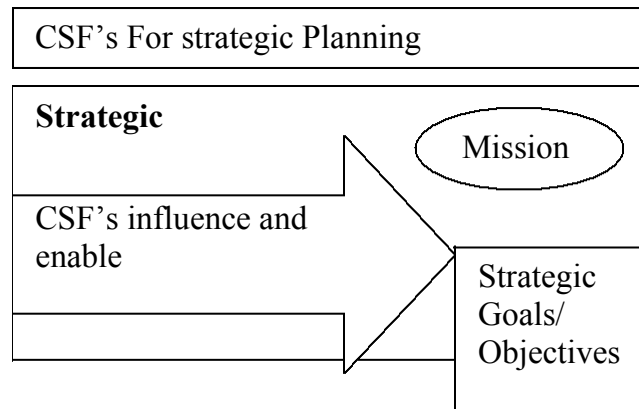 CSF’s For strategic Planning
Strategic
Mission
CSF’s influence and
enable
Strategic
Goals/
Objectives